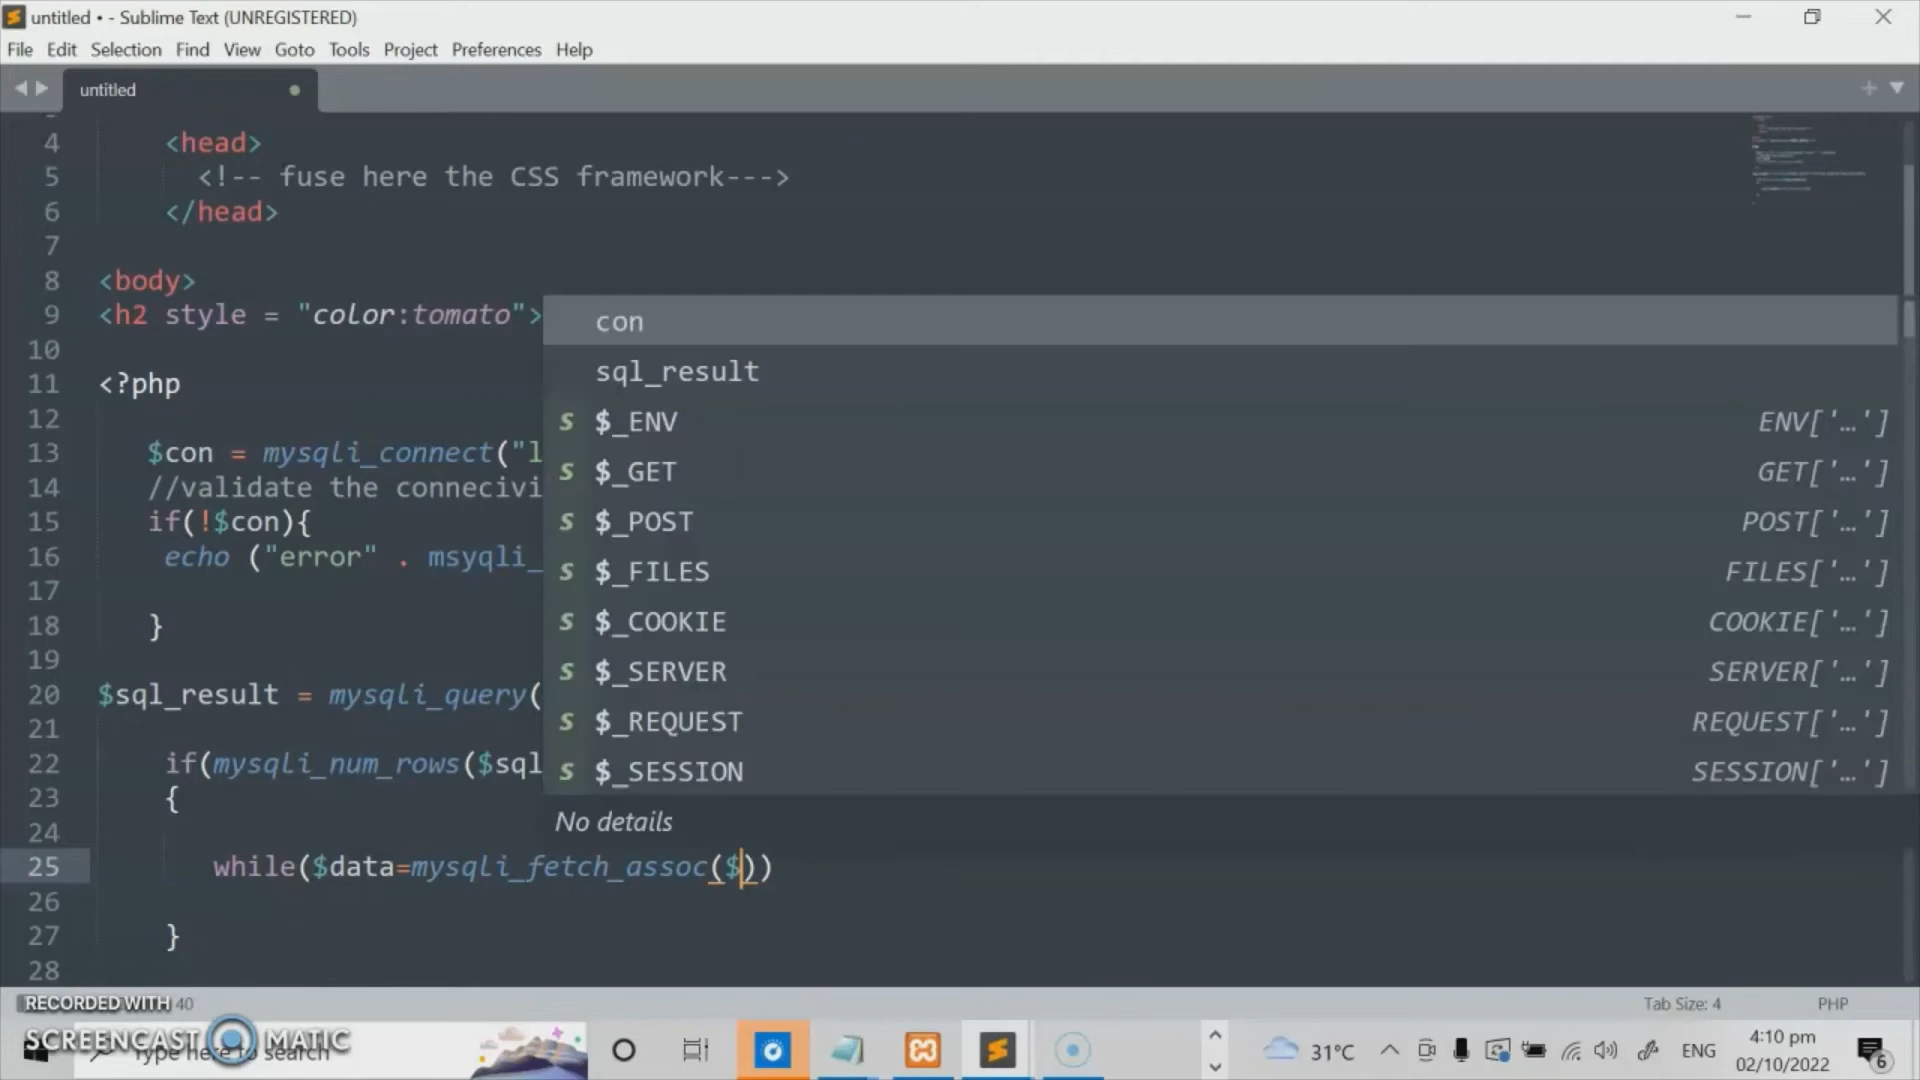 untitled • - Sublime Text (UNREGISTERED)
File Edit Selection Find View Goto Tools Project Preferences Help
untitled
4 <head>
5 <!-- fuse here the CSS framework--->
6 </head>
7
8 <body>
9 <h2 style = "color:tomato">
10
11 <?php
12
13 $con = mysqli_connect("l
14 //validate the connecivi
15 if(!$con){
16 echo ("error" . msyqli_
17
18 }
19
20 $sql_result = mysqli_query(
21
22 if(mysqli_num_rows($sql
23 {
24
25 while($data=mysqli_fetch_assoc($))
26
27 }
28
con
sql_result
s $_ENV ENV['…']
s $_GET GET['…']
s $_POST POST['…']
s $_FILES FILES['…']
s $_COOKIE COOKIE['…']
s $_SERVER SERVER['…']
s $_REQUEST REQUEST['…']
s $_SESSION SESSION['…']
No details
RECORDED WITH 40 Tab Size: 4 PHP
SCREENCAST MATIC
Type here to search
31°C ENG 4:10 pm
02/10/2022 6